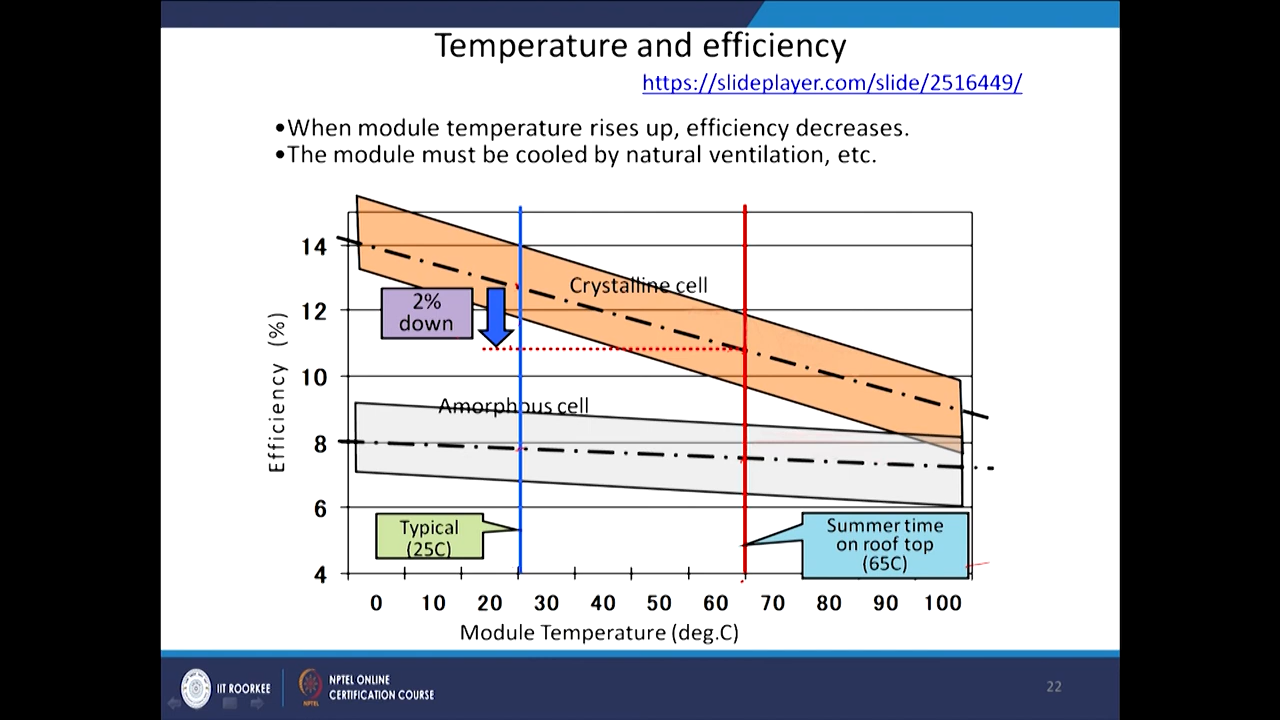 Temperature and efficiency
https://slideplayer.com/slide/2516449/
•When module temperature rises up, efficiency decreases.
•The module must be cooled by natural ventilation, etc.
14
12
10
8
6
4
Efficiency (%)
Crystalline cell
2%
down
Amorphous cell
Typical
(25C)
Summer time
on roof top
(65C)
0 10 20 30 40 50 60 70 80 90 100
Module Temperature (deg.C)
IIT ROORKEE
NPTEL
NPTEL ONLINE
CERTIFICATION COURSE
22